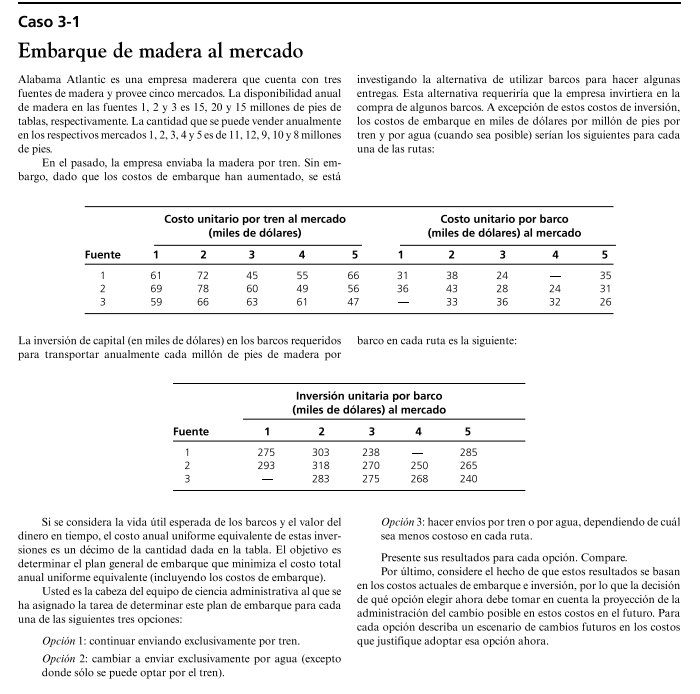 Caso 3-1
Embarque de madera al mercado
Alabama Atlantic es una empresa maderera que cuenta con tres
fuentes de madera y provee cinco mercados. La disponibilidad anual
de madera en las fuentes 1, 2 y 3 es 15, 20 y 15 millones de pies de
tablas, respectivamente. La cantidad que se puede vender anualmente
en los respectivos mercados 1, 2, 3, 4 y 5 es de 11, 12, 9, 10 y 8 millones
de pies.
En el pasado, la empresa enviaba la madera por tren. Sin em-
bargo, dado que los costos de embarque han aumentado, se está
investigando la alternativa de utilizar barcos para hacer algunas
entregas. Esta alternativa requeriría que la empresa invirtiera en la
compra de algunos barcos. A excepción de estos costos de inversión,
los costos de embarque en miles de dólares por millón de pies por
tren y por agua (cuando sea posible) serían los siguientes para cada
una de las rutas:
Costo unitario por tren al mercado Costo unitario por barco
(miles de dólares) (miles de dólares) al mercado
Fuente 1 2 3 4 5 1 2 3 4 5
1 61 72 45 55 66 31 38 24 — 35
2 69 78 60 49 56 36 43 28 24 31
3 59 66 63 61 47 — 33 36 32 26
La inversión de capital (en miles de dólares) en los barcos requeridos
para transportar anualmente cada millón de pies de madera por
barco en cada ruta es la siguiente:
Inversión unitaria por barco
(miles de dólares) al mercado
Fuente 1 2 3 4 5
1 275 303 238 — 285
2 293 318 270 250 265
3 — 283 275 268 240
Si se considera la vida útil esperada de los barcos y el valor del
dinero en tiempo, el costo anual uniforme equivalente de estas inver-
siones es un décimo de la cantidad dada en la tabla. El objetivo es
determinar el plan general de embarque que minimiza el costo total
anual uniforme equivalente (incluyendo los costos de embarque).
Usted es la cabeza del equipo de ciencia administrativa al que se
ha asignado la tarea de determinar este plan de embarque para cada
una de las siguientes tres opciones:
Opción 1: continuar enviando exclusivamente por tren.
Opción 2: cambiar a enviar exclusivamente por agua (excepto
donde sólo se puede optar por el tren).
Opción 3: hacer envíos por tren o por agua, dependiendo de cuál
sea menos costoso en cada ruta.
Presente sus resultados para cada opción. Compare.
Por último, considere el hecho de que estos resultados se basan
en los costos actuales de embarque e inversión, por lo que la decisión
de qué opción elegir ahora debe tomar en cuenta la proyección de la
administración del cambio posible en estos costos en el futuro. Para
cada opción describa un escenario de cambios futuros en los costos
que justifique adoptar esa opción ahora.